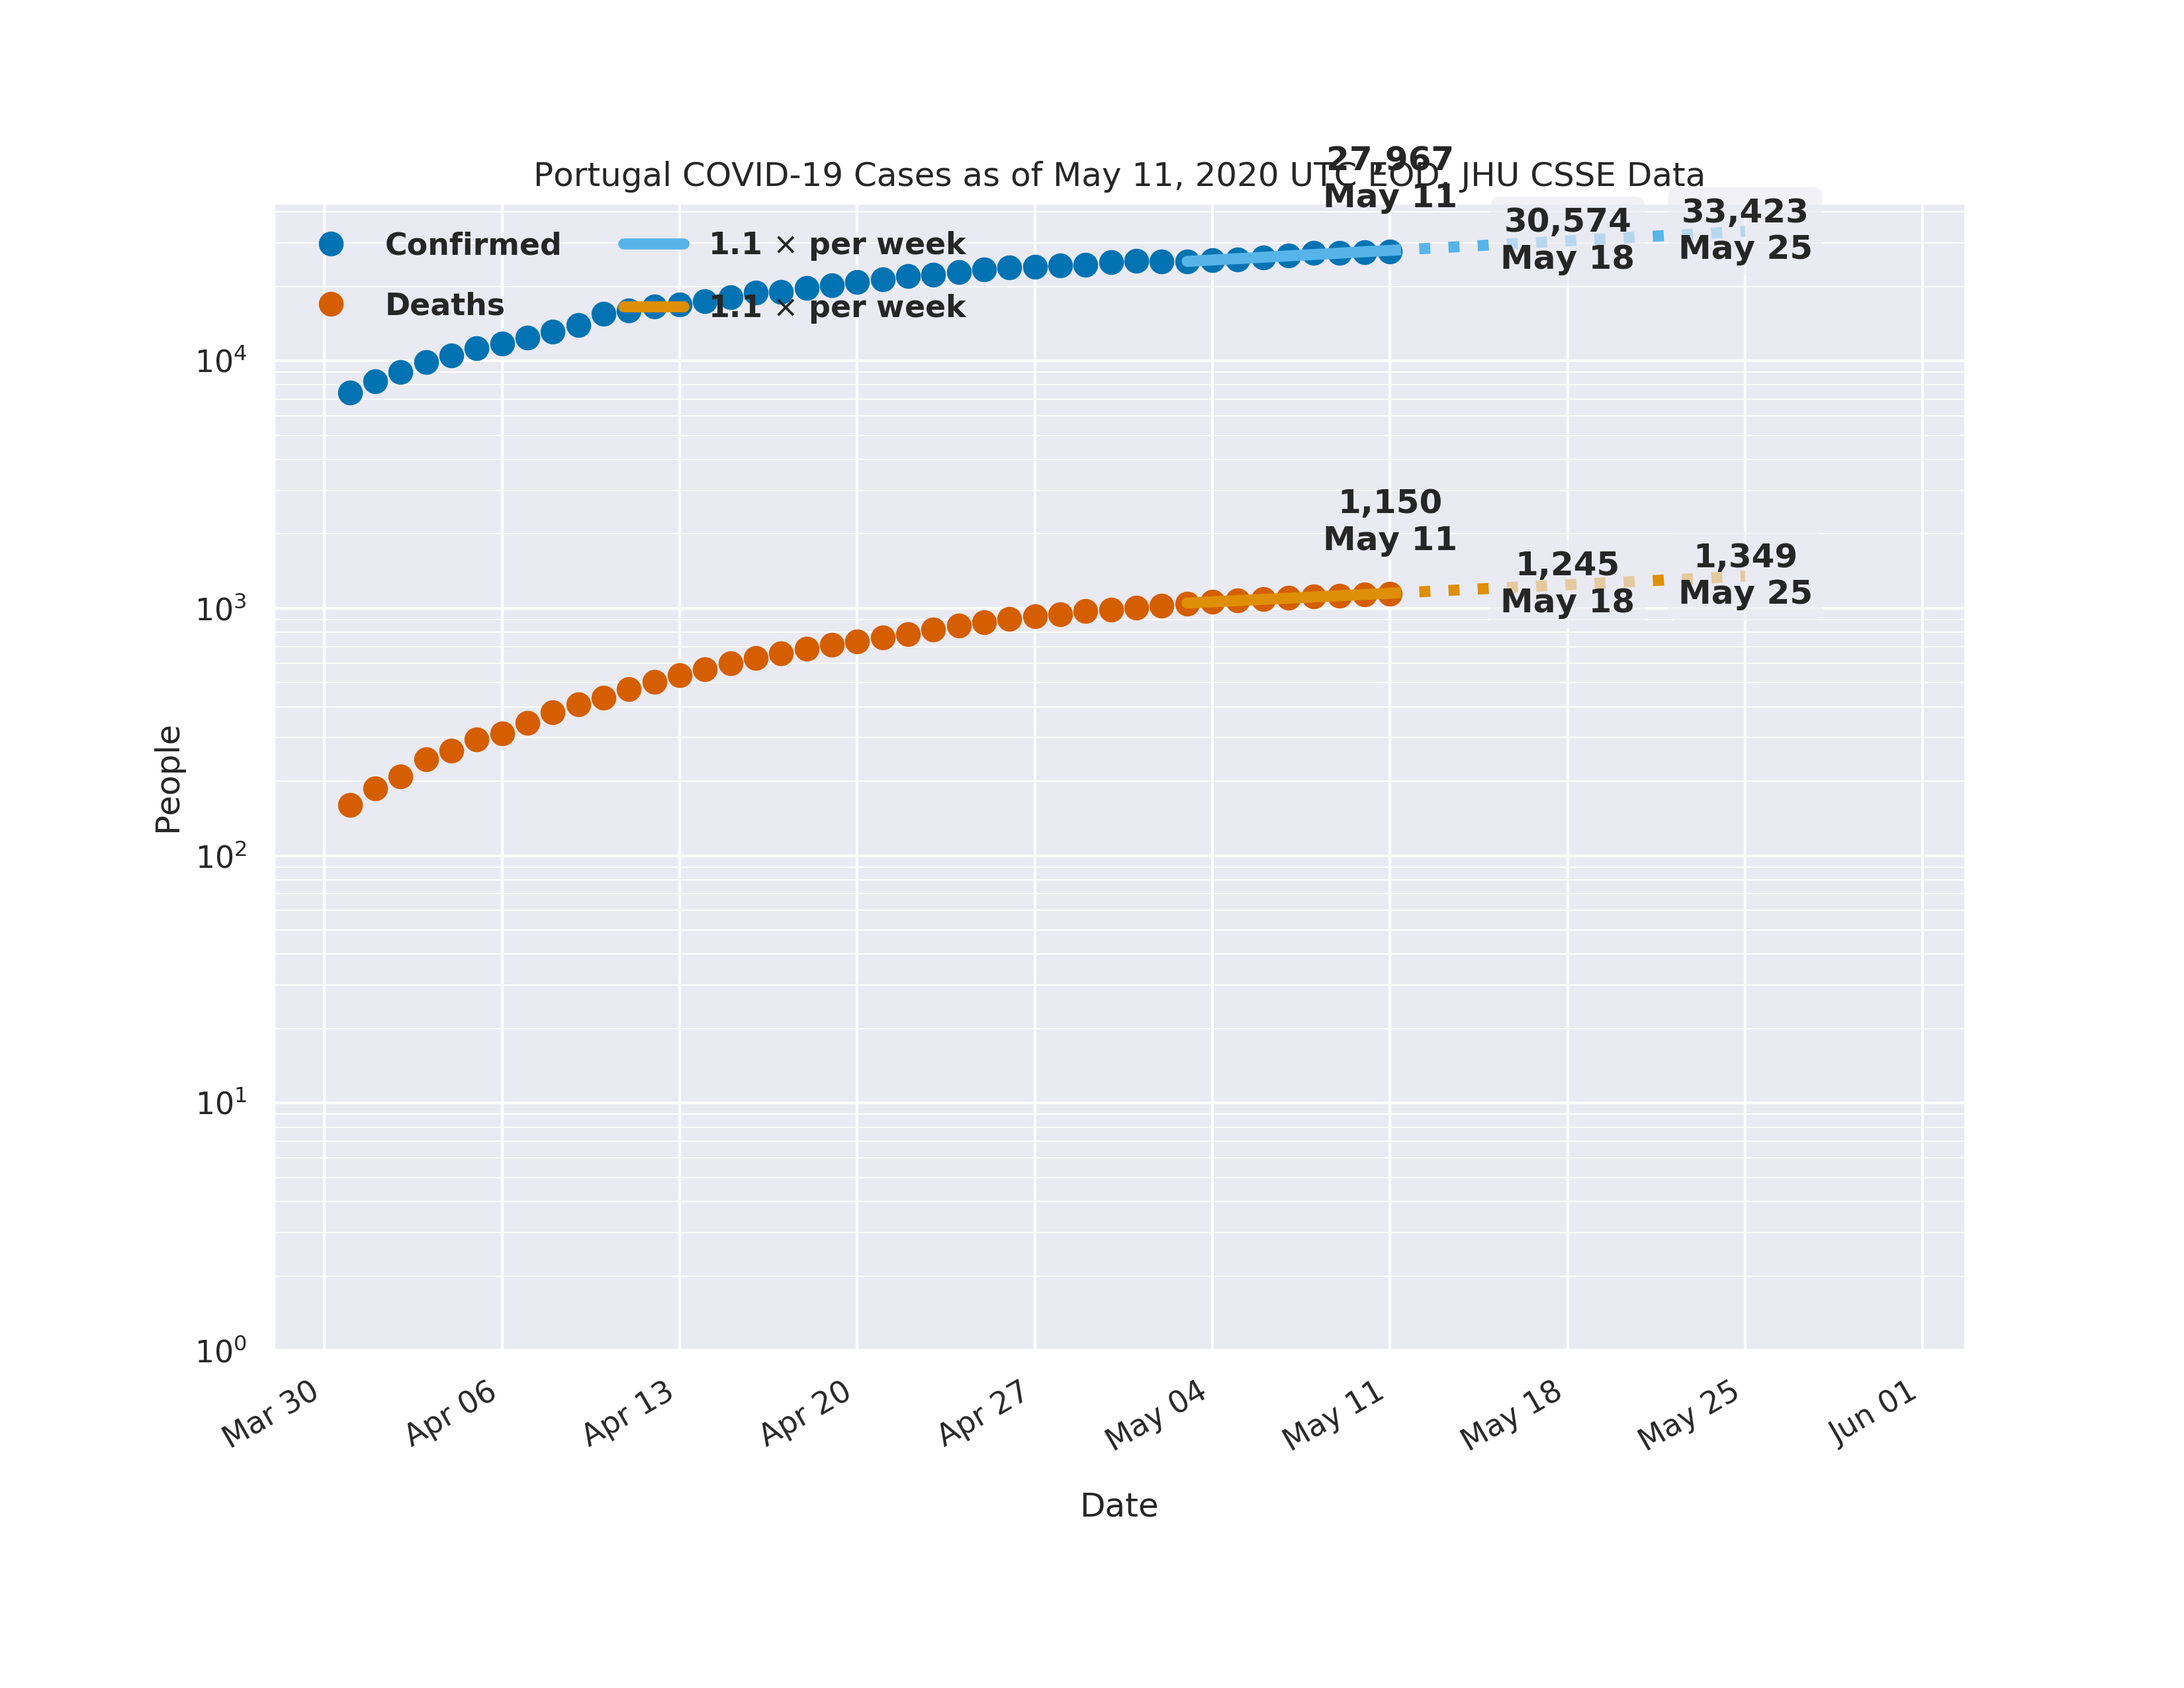 Portugal COVID-19 Cases as of May 11, 2020 UTC EOD, JHU CSSE Data
27,967
May 11
30,574
May 18
33,423
May 25
Confirmed
Deaths
1.1 × per week
1.1 × per week
1,150
May 11
1,245
May 18
1,349
May 25
People
10⁴
10³
10²
10¹
10⁰
Mar 30
Apr 06
Apr 13
Apr 20
Apr 27
May 04
May 11
May 18
May 25
Jun 01
Date